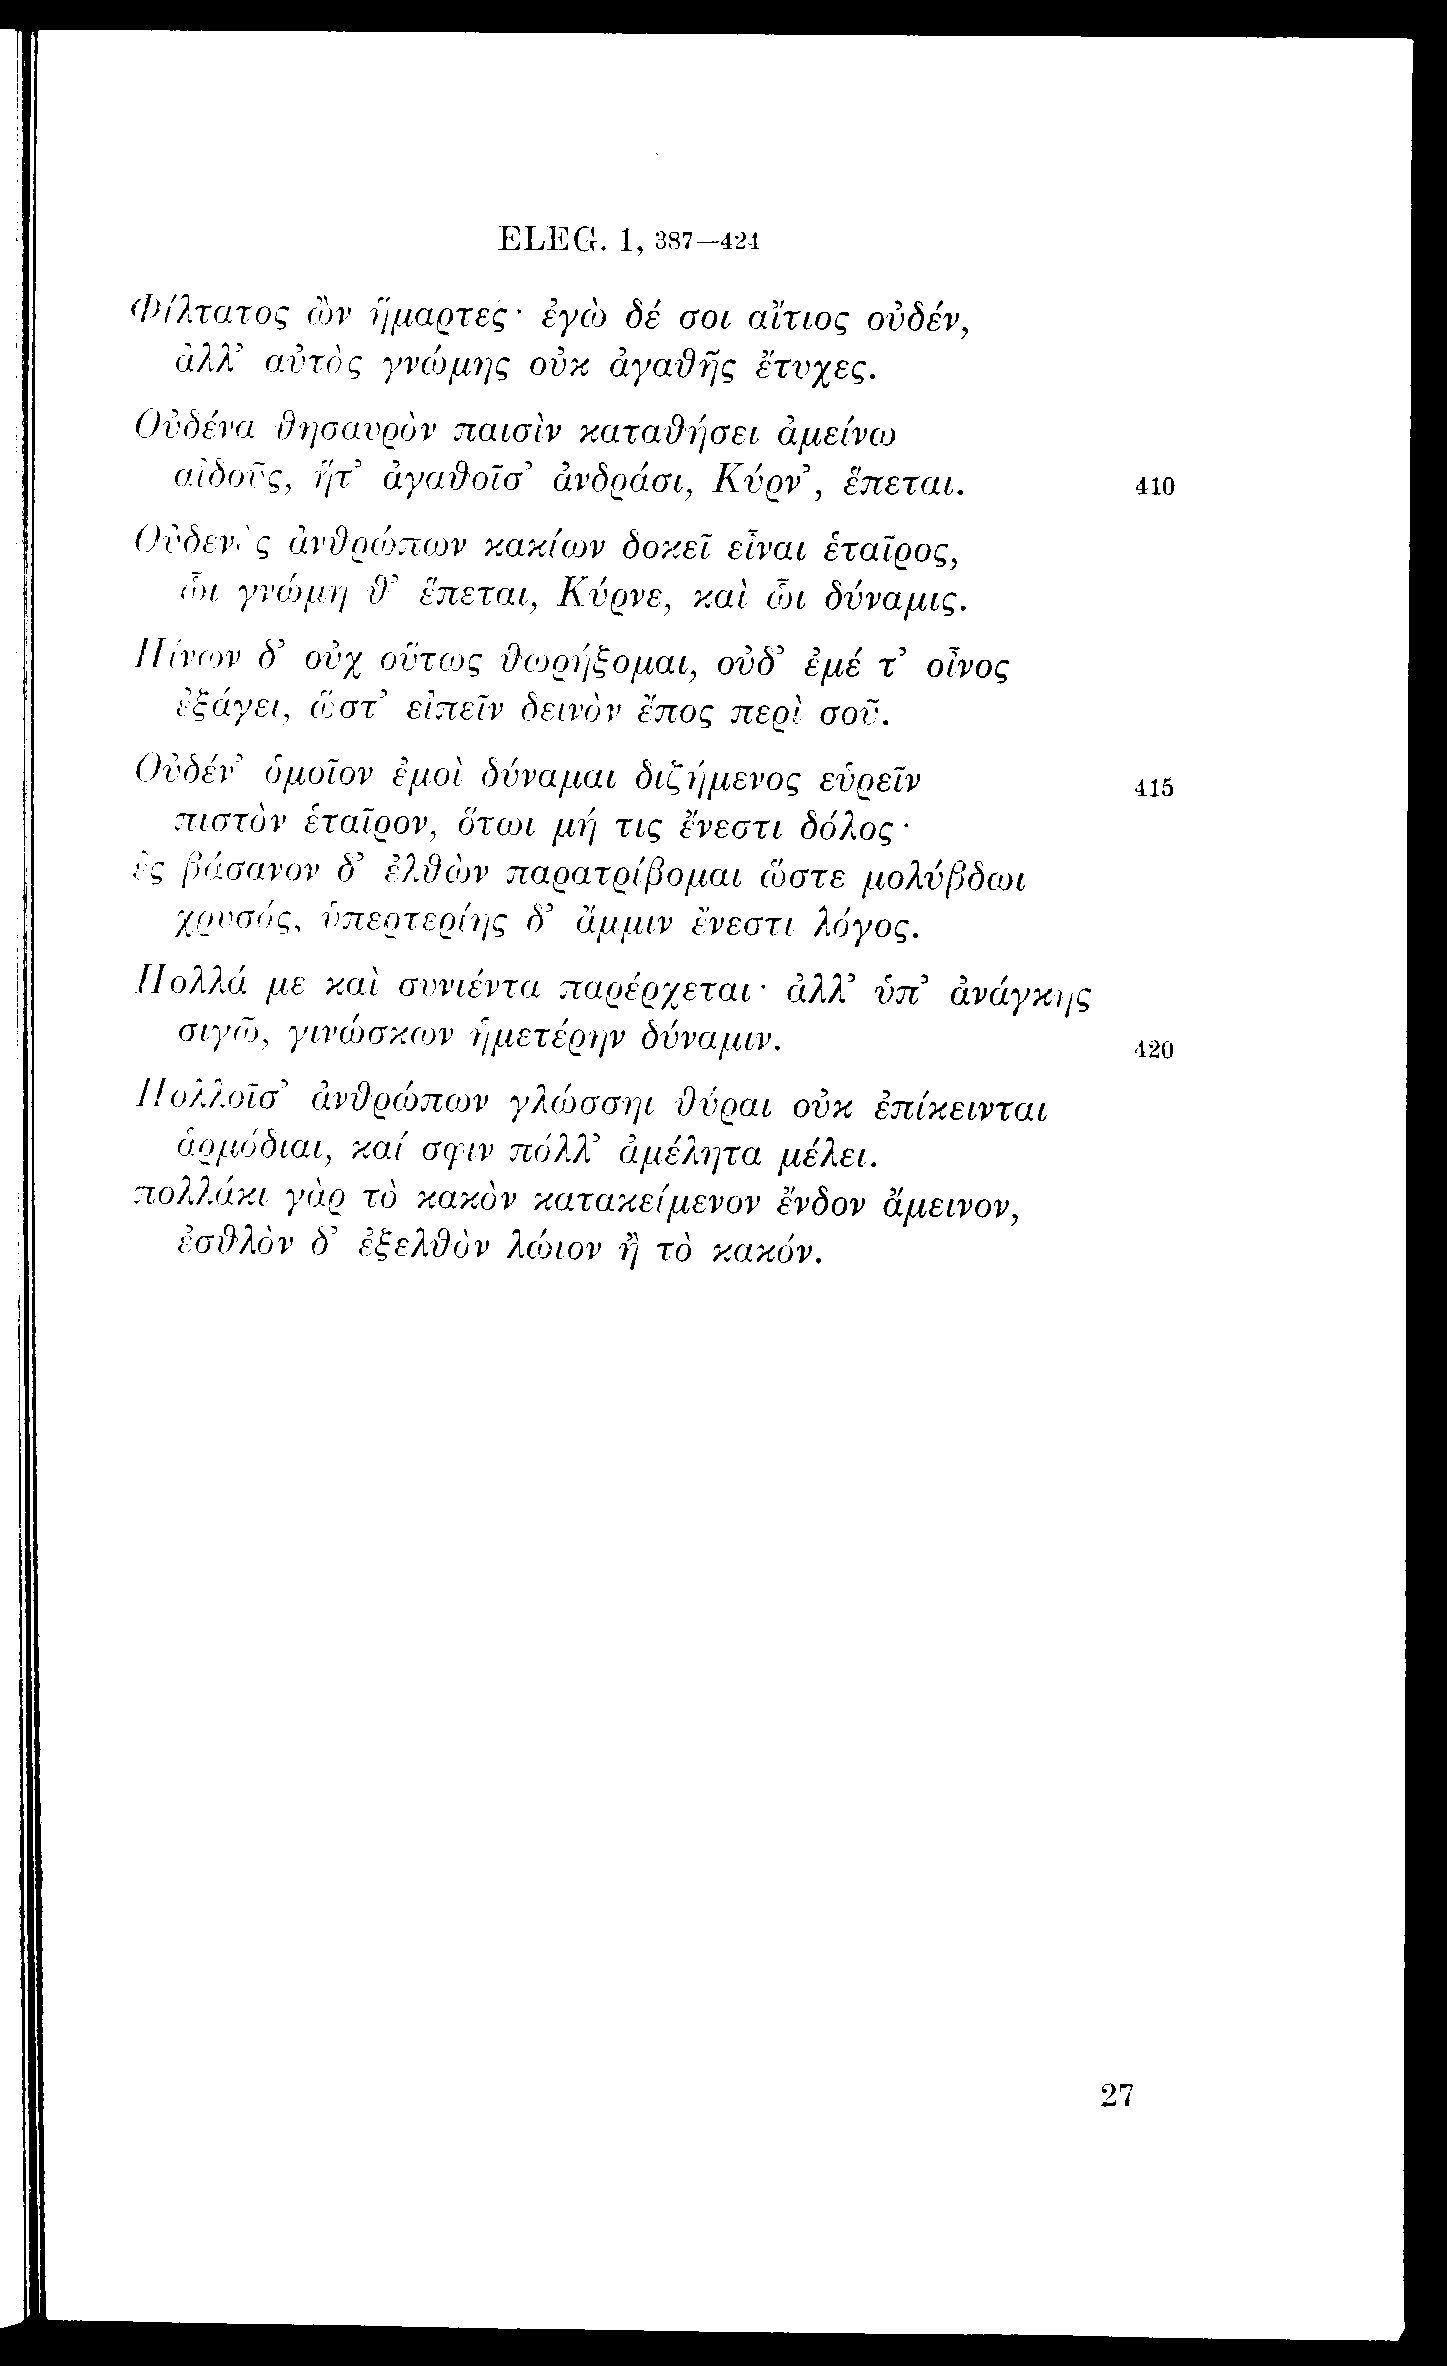 ELEG. 1, 387—424
Φίλτατος ὢν ἥμαρτες· ἐγὼ δέ σοι αἴτιος οὐδέν,
ἀλλ’ αὐτὸς γνώμης οὐκ ἀγαθῆς ἔτυχες.
Οὐδένα θησαυρὸν παισὶν καταθήσει ἀμείνω
αἰδοῦς, ἥτ’ ἀγαθοῖσ’ ἀνδράσι, Κύρν’, ἕπεται. 410
Οὐδενὸς ἀνθρώπων κακίων δοκεῖ εἶναι ἑταῖρος,
ὧι γνώμη θ’ ἕπεται, Κύρνε, καὶ ὧι δύναμις.
Πίνων δ’ οὐχ οὕτως θωρήξομαι, οὐδ’ ἐμέ τ’ οἶνος
ἐξάγει, ὥστ’ εἰπεῖν δεινὸν ἔπος περὶ σοῦ.
Οὐδέν’ ὁμοῖον ἐμοὶ δύναμαι διζήμενος εὑρεῖν 415
πιστὸν ἑταῖρον, ὅτωι μή τις ἔνεστι δόλος·
ἐς βάσανον δ’ ἐλθὼν παρατρίβομαι ὥστε μολύβδωι
χρυσός, ὑπερτερίης δ’ ἄμμιν ἔνεστι λόγος.
Πολλά με καὶ συνιέντα παρέρχεται· ἀλλ’ ὑπ’ ἀνάγκης
σιγῶ, γινώσκων ἡμετέρην δύναμιν. 420
Πολλοῖσ’ ἀνθρώπων γλώσσηι θύραι οὐκ ἐπίκεινται
ἁρμόδιαι, καί σφιν πόλλ’ ἀμέλητα μέλει.
πολλάκι γὰρ τὸ κακὸν κατακείμενον ἔνδον ἄμεινον,
ἐσθλὸν δ’ ἐξελθὸν λώιον ἢ τὸ κακόν.
27